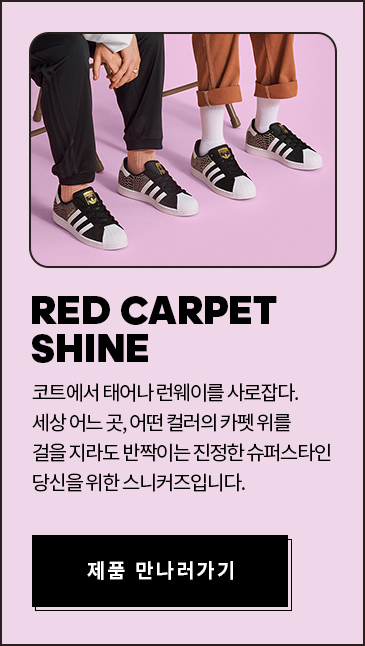 RED CARPET
SHINE
코트에서 태어나 런웨이를 사로잡다.
세상 어느 곳, 어떤 컬러의 카펫 위를
걸을 지라도 반짝이는 진정한 슈퍼스타인
당신을 위한 스니커즈입니다.
제품 만나러가기